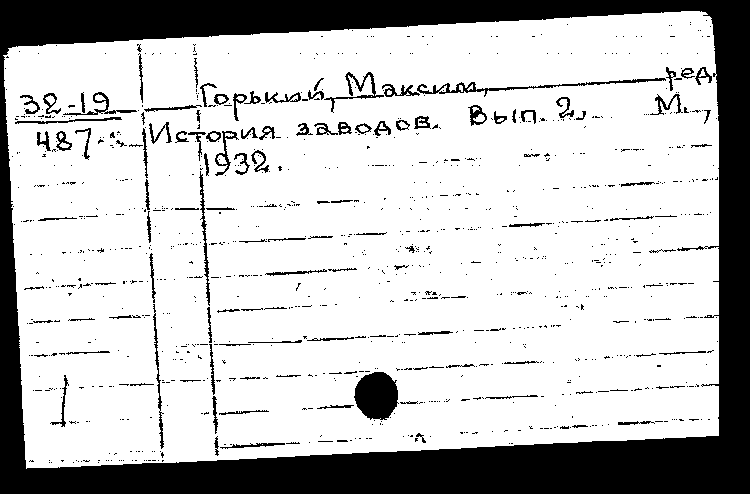 32-19 Горький, Максим, ред.
487 История заводов. Вып. 2. М.,
1932.